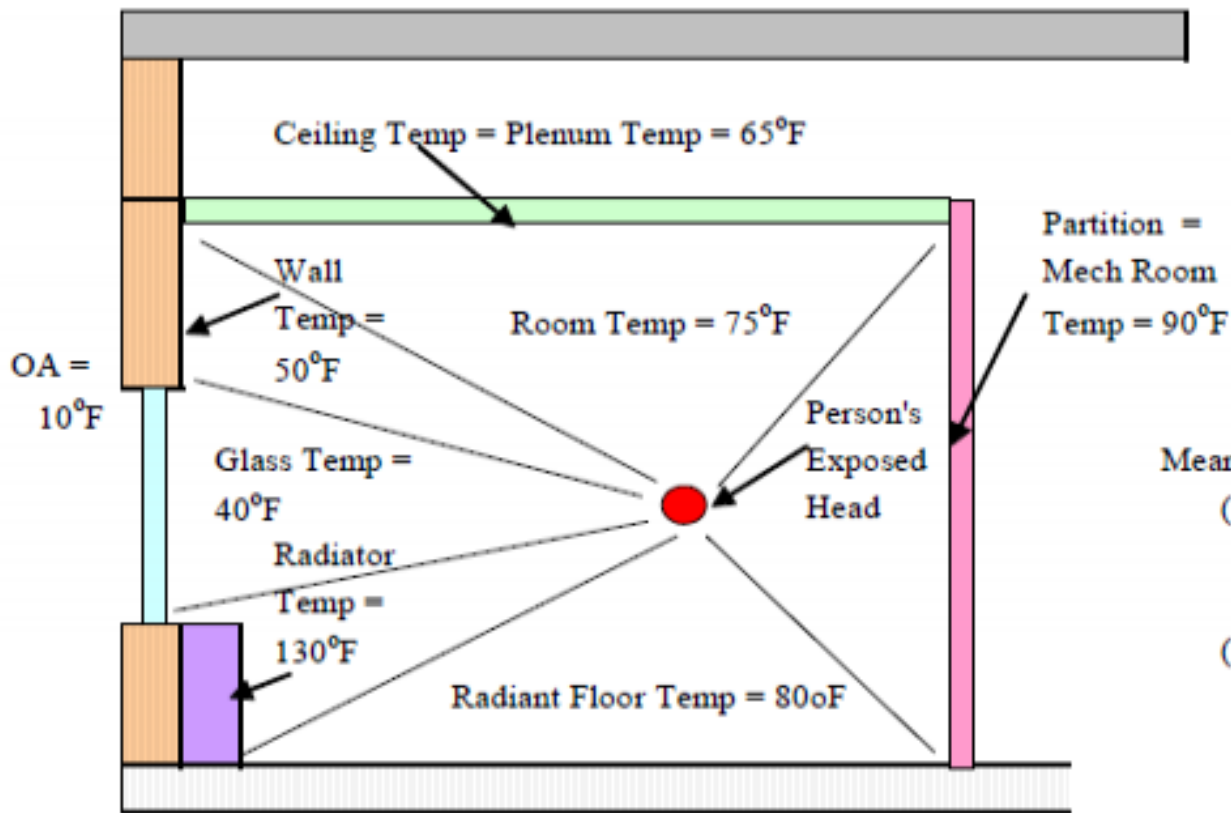 Ceiling Temp = Plenum Temp = 65°F
Partition =
Mech Room
Temp = 90°F
Wall
Temp =
50°F
Room Temp = 75°F
OA =
10°F
Person's
Exposed
Head
Glass Temp =
40°F
Mear
(
Radiator
Temp =
130°F
(
Radiant Floor Temp = 80oF